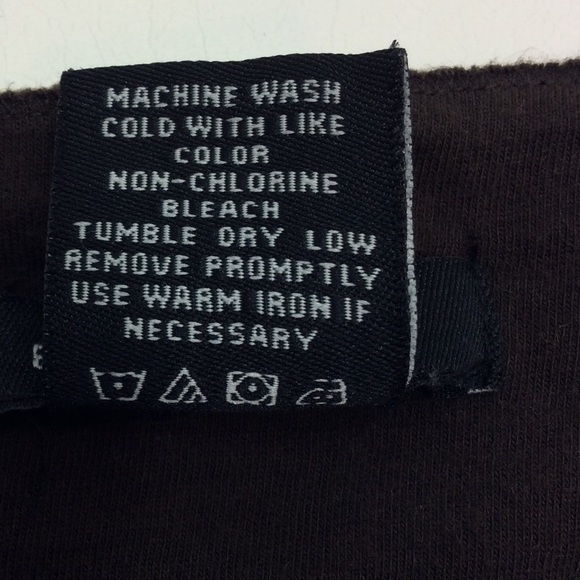 MACHINE WASH
COLD WITH LIKE
COLOR
NON-CHLORINE
BLEACH
TUMBLE DRY LOW
REMOVE PROMPTLY
USE WARM IRON IF
NECESSARY